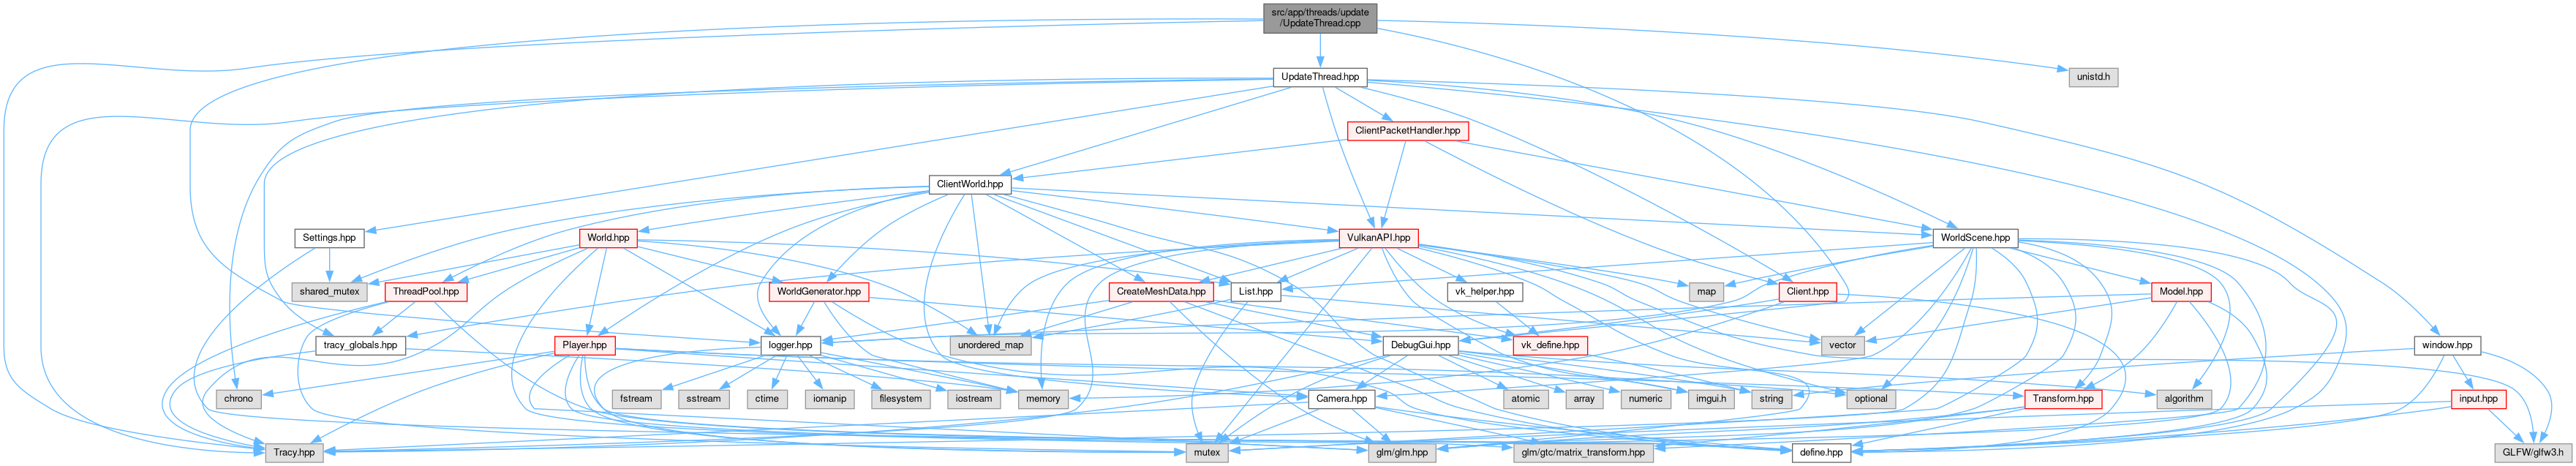 src/app/threads/update
/UpdateThread.cpp
UpdateThread.hpp
unistd.h
ClientPacketHandler.hpp
ClientWorld.hpp
Settings.hpp
World.hpp
VulkanAPI.hpp
WorldScene.hpp
shared_mutex
ThreadPool.hpp
WorldGenerator.hpp
CreateMeshData.hpp
List.hpp
vk_helper.hpp
map
Client.hpp
Model.hpp
tracy_globals.hpp
Player.hpp
logger.hpp
unordered_map
DebugGui.hpp
vk_define.hpp
vector
window.hpp
chrono
fstream
sstream
ctime
iomanip
filesystem
iostream
memory
Camera.hpp
atomic
array
numeric
imgui.h
string
optional
Transform.hpp
algorithm
input.hpp
Tracy.hpp
mutex
glm/glm.hpp
glm/gtc/matrix_transform.hpp
define.hpp
GLFW/glfw3.h